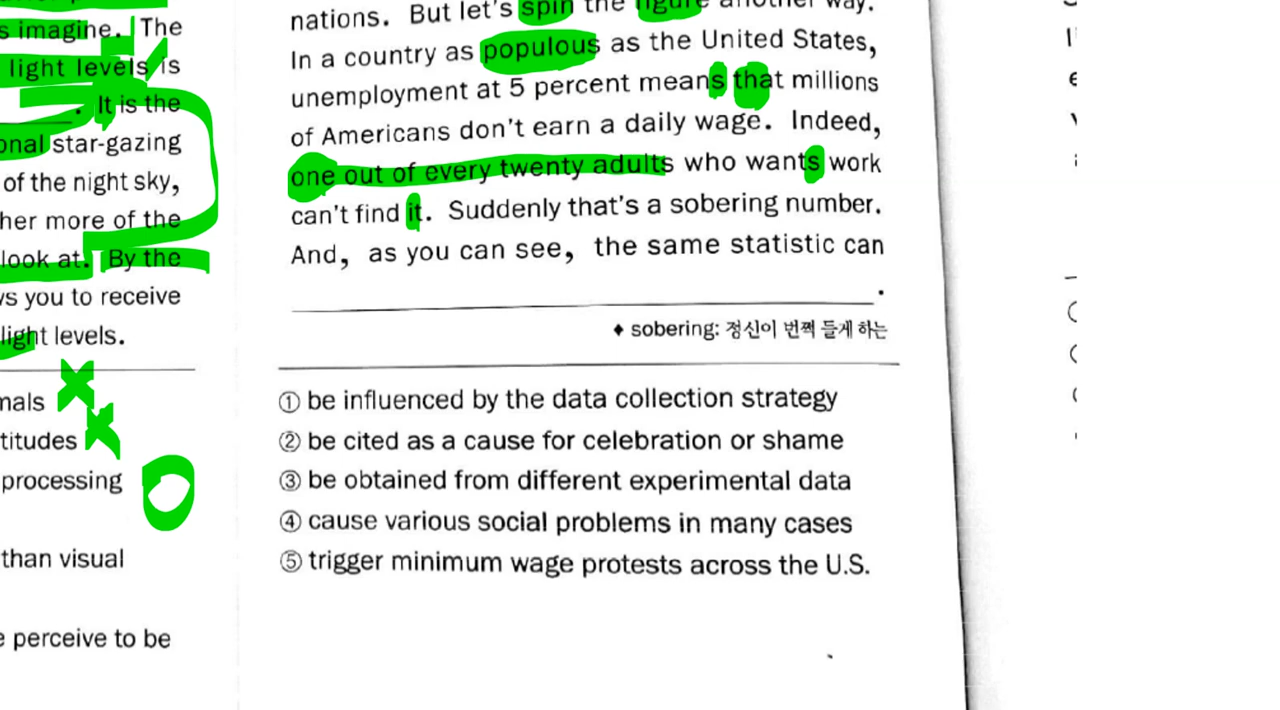 s imagine. The
light levels is
. It is the
onal star-gazing
of the night sky,
her more of the
look at. By the
ws you to receive
light levels.
mals
titudes
processing
than visual
e perceive to be
nations. But let's spin the figure another way.
In a country as populous as the United States,
unemployment at 5 percent means that millions
of Americans don't earn a daily wage. Indeed,
one out of every twenty adults who wants work
can't find it. Suddenly that's a sobering number.
And, as you can see, the same statistic can
.
♦ sobering: 정신이 번쩍 들게 하는
① be influenced by the data collection strategy
② be cited as a cause for celebration or shame
③ be obtained from different experimental data
④ cause various social problems in many cases
⑤ trigger minimum wage protests across the U.S.